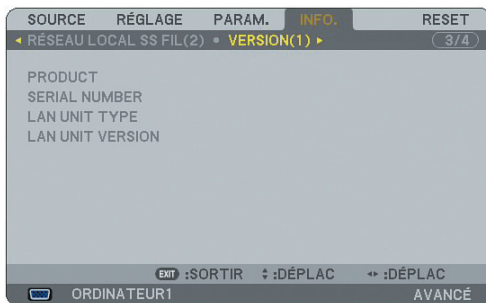 SOURCE RÉGLAGE PARAM. INFO. RESET
◂ RÉSEAU LOCAL SS FIL(2) • VERSION(1) ▸ 3/4
PRODUCT
SERIAL NUMBER
LAN UNIT TYPE
LAN UNIT VERSION
EXIT :SORTIR :DÉPLAC :DÉPLAC
ORDINATEUR1 AVANCÉ